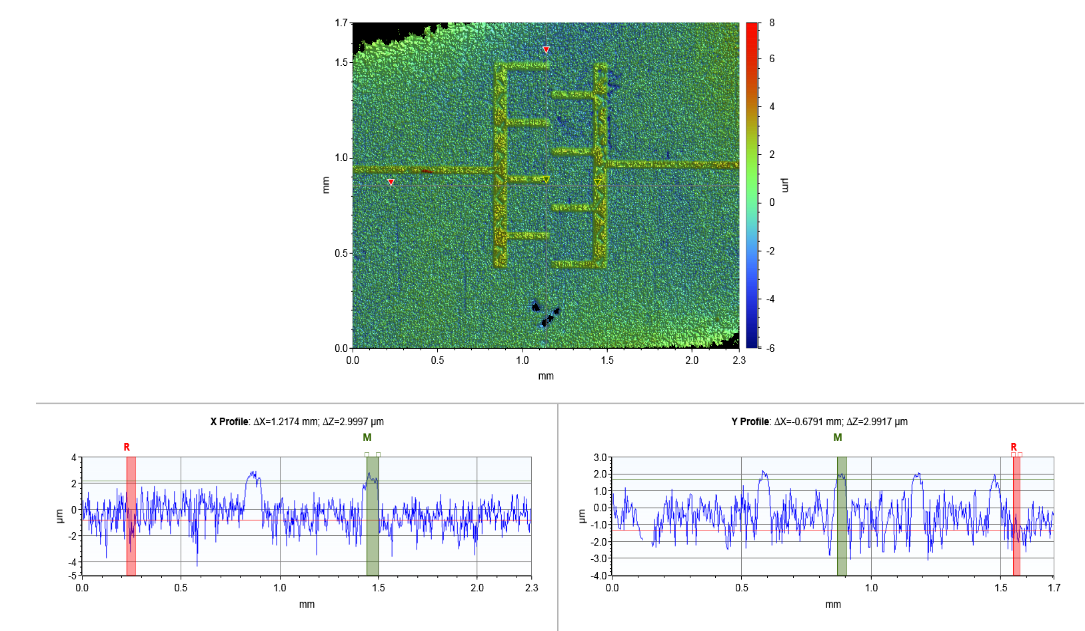 1.7
1.5
1.0
0.5
0.0
mm
0.0 0.5 1.0 1.5 2.0 2.3
mm
8
6
4
2
0
-2
-4
-6
µm
X Profile: ΔX=1.2174 mm; ΔZ=2.9997 µm
R
M
4
2
0
-2
-4
-5
µm
0.0 0.5 1.0 1.5 2.0 2.3
mm
Y Profile: ΔX=-0.6791 mm; ΔZ=2.9917 µm
M
R
3.0
2.0
1.0
0.0
-1.0
-2.0
-3.0
-4.0
µm
0.0 0.5 1.0 1.5 1.7
mm